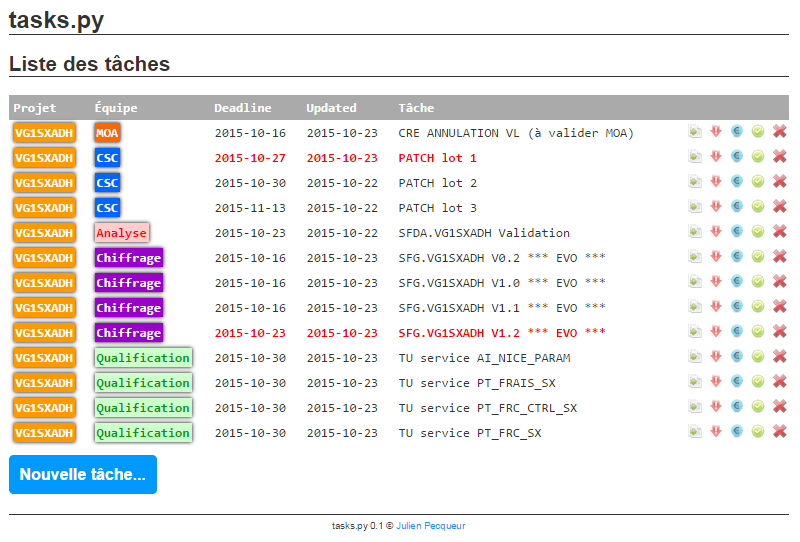 tasks.py
Liste des tâches
Projet Équipe Deadline Updated Tâche
VG1SXADH MOA 2015-10-16 2015-10-23 CRE ANNULATION VL (à valider MOA)
VG1SXADH CSC 2015-10-27 2015-10-23 PATCH lot 1
VG1SXADH CSC 2015-10-30 2015-10-22 PATCH lot 2
VG1SXADH CSC 2015-11-13 2015-10-22 PATCH lot 3
VG1SXADH Analyse 2015-10-23 2015-10-22 SFDA.VG1SXADH Validation
VG1SXADH Chiffrage 2015-10-16 2015-10-23 SFG.VG1SXADH V0.2 *** EVO ***
VG1SXADH Chiffrage 2015-10-16 2015-10-23 SFG.VG1SXADH V1.0 *** EVO ***
VG1SXADH Chiffrage 2015-10-16 2015-10-23 SFG.VG1SXADH V1.1 *** EVO ***
VG1SXADH Chiffrage 2015-10-23 2015-10-23 SFG.VG1SXADH V1.2 *** EVO ***
VG1SXADH Qualification 2015-10-30 2015-10-23 TU service AI_NICE_PARAM
VG1SXADH Qualification 2015-10-30 2015-10-23 TU service PT_FRAIS_SX
VG1SXADH Qualification 2015-10-30 2015-10-23 TU service PT_FRC_CTRL_SX
VG1SXADH Qualification 2015-10-30 2015-10-23 TU service PT_FRC_SX
Nouvelle tâche...
tasks.py 0.1 © Julien Pecqueur